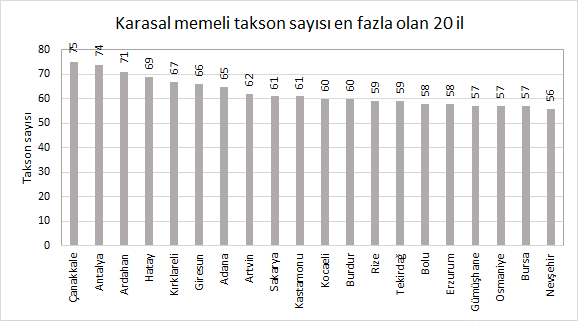 Karasal memeli takson sayısı en fazla olan 20 il
Takson sayısı
80
70
60
50
40
30
20
10
0
75
74
71
69
67
66
65
62
61
61
60
60
59
59
58
58
57
57
57
56
Çanakkale
Antalya
Ardahan
Hatay
Kırklareli
Giresun
Adana
Artvin
Sakarya
Kastamonu
Kocaeli
Burdur
Rize
Tekirdağ
Bolu
Erzurum
Gümüşhane
Osmaniye
Bursa
Nevşehir